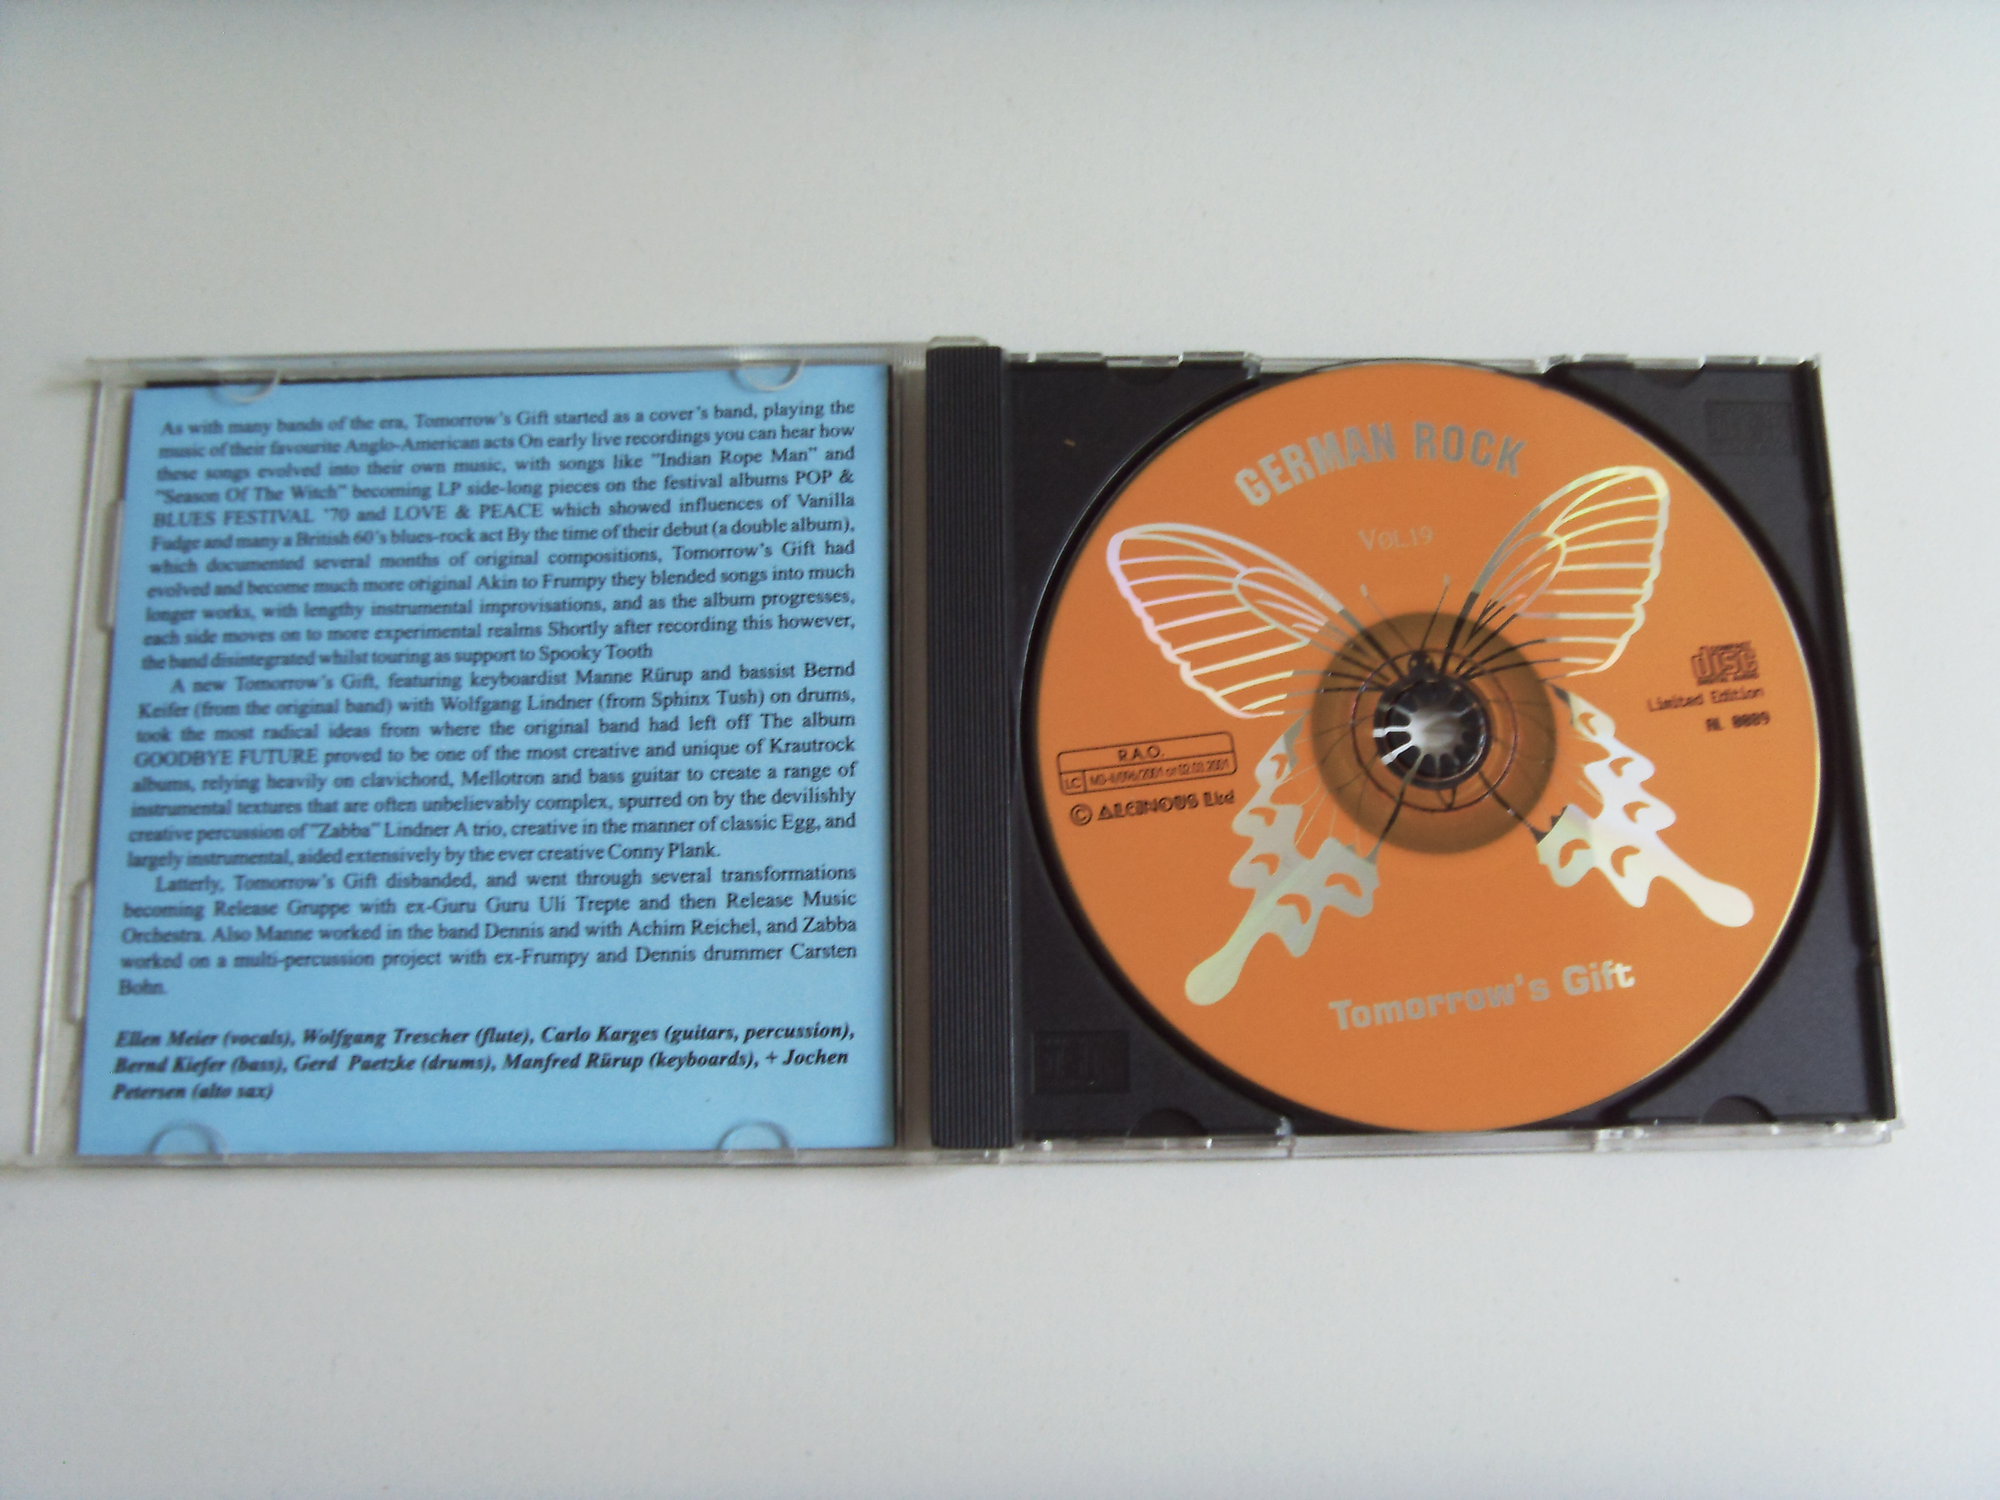 As with many bands of the era, Tomorrow's Gift started as a cover's band, playing the
music of their favourite Anglo-American acts On early live recordings you can hear how
these songs evolved into their own music, with songs like "Indian Rope Man" and
"Season Of The Witch" becoming LP side-long pieces on the festival albums POP &
BLUES FESTIVAL '70 and LOVE & PEACE which showed influences of Vanilla
Fudge and many a British 60's blues-rock act By the time of their debut (a double album),
which documented several months of original compositions, Tomorrow's Gift had
evolved and become much more original Akin to Frumpy they blended songs into much
longer works, with lengthy instrumental improvisations, and as the album progresses,
each side moves on to more experimental realms Shortly after recording this however,
the band disintegrated whilst touring as support to Spooky Tooth
A new Tomorrow's Gift, featuring keyboardist Manne Rürup and bassist Bernd
Keifer (from the original band) with Wolfgang Lindner (from Sphinx Tush) on drums,
took the most radical ideas from where the original band had left off The album
GOODBYE FUTURE proved to be one of the most creative and unique of Krautrock
albums, relying heavily on clavichord, Mellotron and bass guitar to create a range of
instrumental textures that are often unbelievably complex, spurred on by the devilishly
creative percussion of "Zabba" Lindner A trio, creative in the manner of classic Egg, and
largely instrumental, aided extensively by the ever creative Conny Plank.
Latterly, Tomorrow's Gift disbanded, and went through several transformations
becoming Release Gruppe with ex-Guru Guru Uli Trepte and then Release Music
Orchestra. Also Manne worked in the band Dennis and with Achim Reichel, and Zabba
worked on a multi-percussion project with ex-Frumpy and Dennis drummer Carsten
Bohn.
Ellen Meier (vocals), Wolfgang Trescher (flute), Carlo Karges (guitars, percussion),
Bernd Kiefer (bass), Gerd Paetzke (drums), Manfred Rürup (keyboards), + Jochen
Petersen (alto sax)
GERMAN ROCK
VOL.19
COMPACT
disc
DIGITAL AUDIO
Limited Edition
AL 0009
R.A.O.
LC
© ALCINOUS Ltd
Tomorrow's Gift